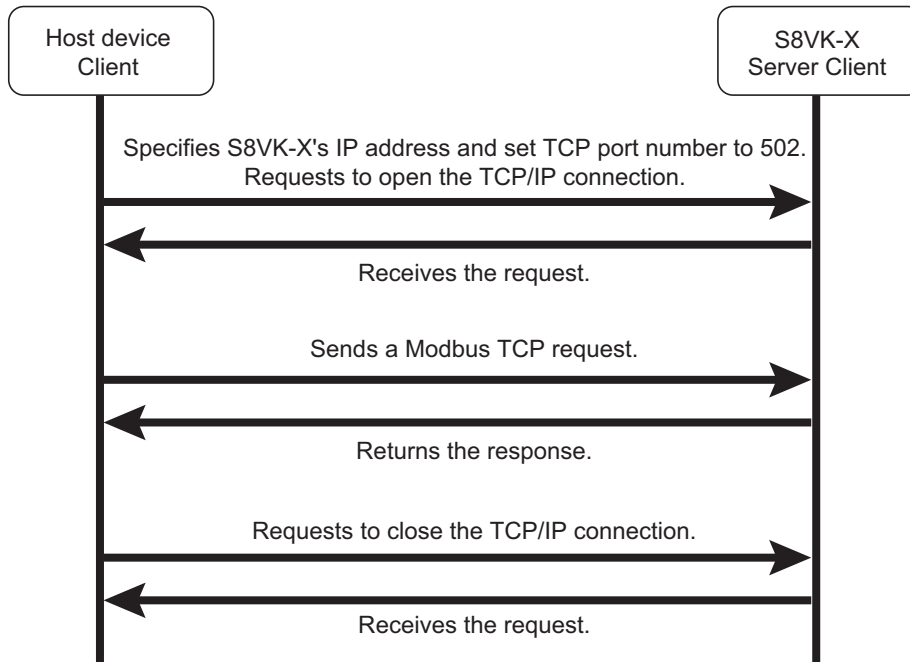 Host device
Client
S8VK-X
Server Client
Specifies S8VK-X's IP address and set TCP port number to 502.
Requests to open the TCP/IP connection.
Receives the request.
Sends a Modbus TCP request.
Returns the response.
Requests to close the TCP/IP connection.
Receives the request.